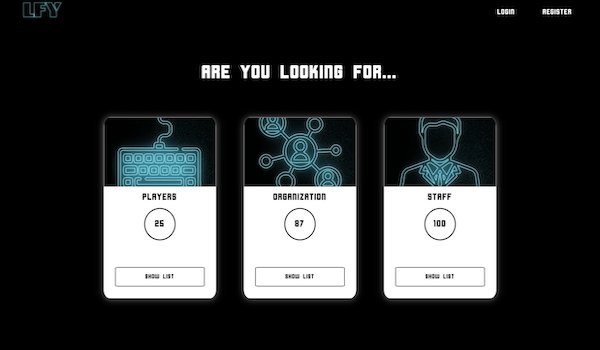 LFY
LOGIN REGISTER
ARE YOU LOOKING FOR...
PLAYERS ORGANIZATION STAFF
25 87 100
SHOW LIST SHOW LIST SHOW LIST